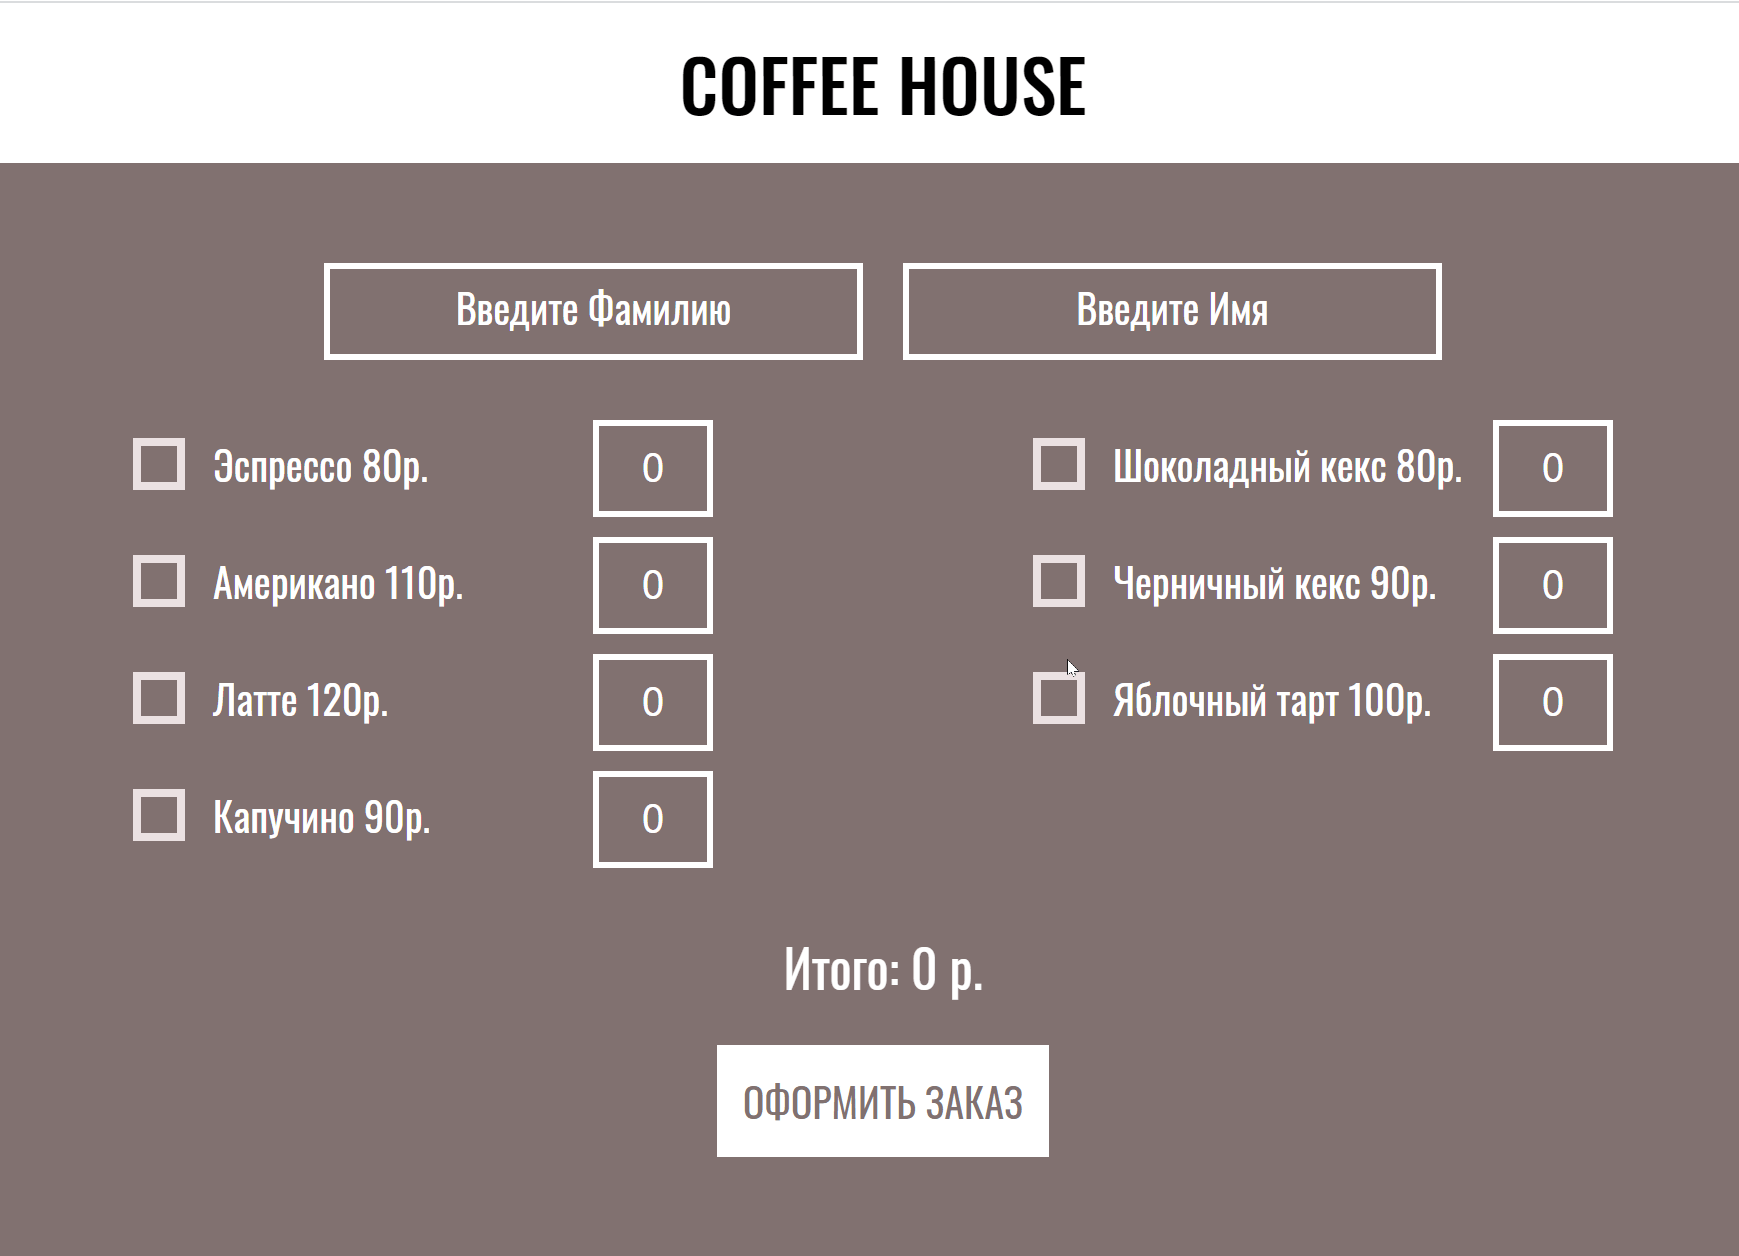 COFFEE HOUSE
Введите Фамилию
Введите Имя
Эспрессо 80р.
0
Американо 110р.
0
Латте 120р.
0
Капучино 90р.
0
Шоколадный кекс 80р.
0
Черничный кекс 90р.
0
Яблочный тарт 100р.
0
Итого: 0 р.
ОФОРМИТЬ ЗАКАЗ